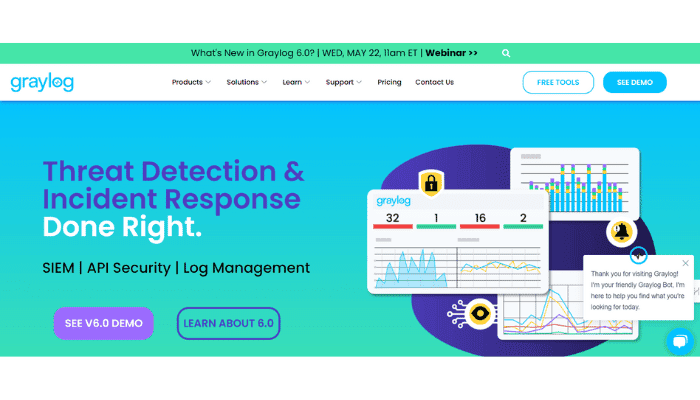 What's New in Graylog 6.0? | WED, MAY 22, 11am ET | Webinar >>
graylog
Products
Solutions
Learn
Support
Pricing
Contact Us
FREE TOOLS
SEE DEMO
Threat Detection &
Incident Response
Done Right.
SIEM | API Security | Log Management
SEE V6.0 DEMO
LEARN ABOUT 6.0
graylog
32
1
16
2
Thank you for visiting Graylog!
I'm your friendly Graylog Bot, I'm
here to help you find what you're
looking for today.